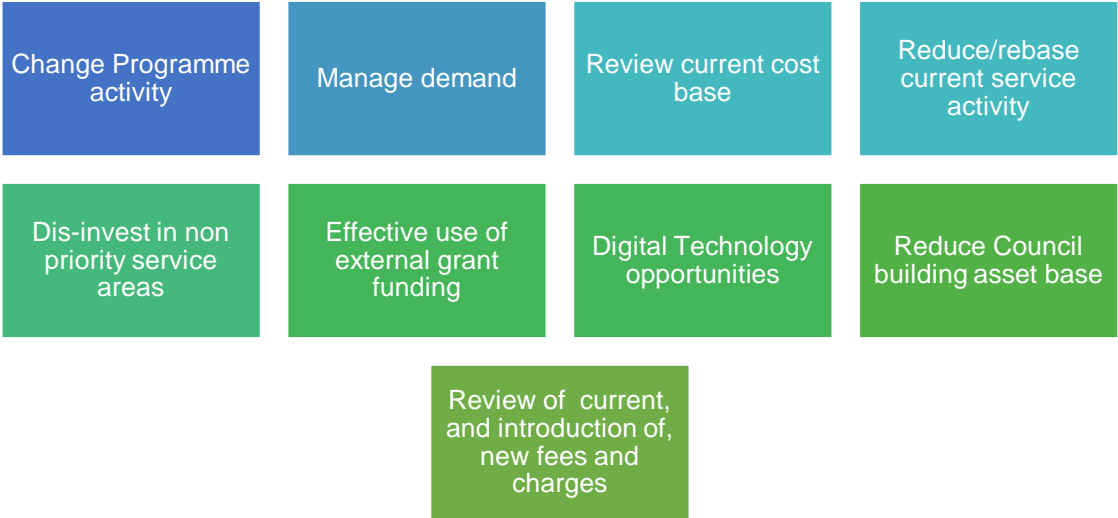 Change Programme
activity
Manage demand
Review current cost
base
Reduce/rebase
current service
activity
Dis-invest in non
priority service
areas
Effective use of
external grant
funding
Digital Technology
opportunities
Reduce Council
building asset base
Review of  current,
and introduction of,
new fees and
charges